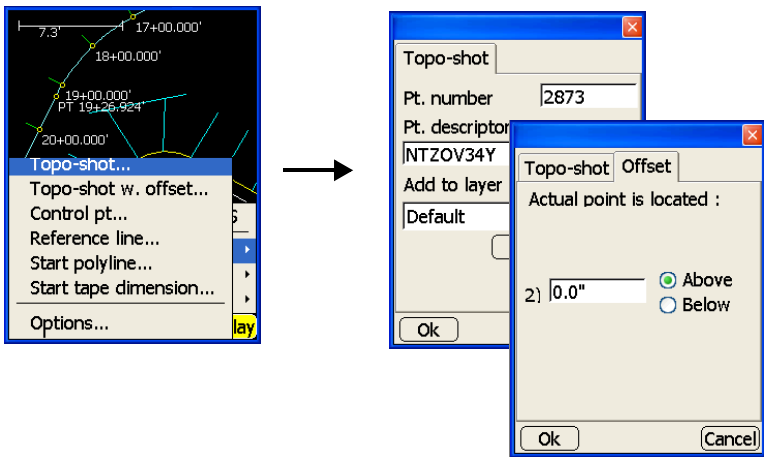 7.3'
17+00.000'
18+00.000'
19+00.000'
PT 19+26.924'
20+00.000'
Topo-shot...
Topo-shot w. offset...
Control pt...
Reference line...
Start polyline...
Start tape dimension...
Options...
lay
Topo-shot
Pt. number 2873
Pt. descriptor
NTZOV34Y
Add to layer
Default
Ok
Topo-shot Offset
Actual point is located :
2) 0.0"
Above
Below
Ok Cancel